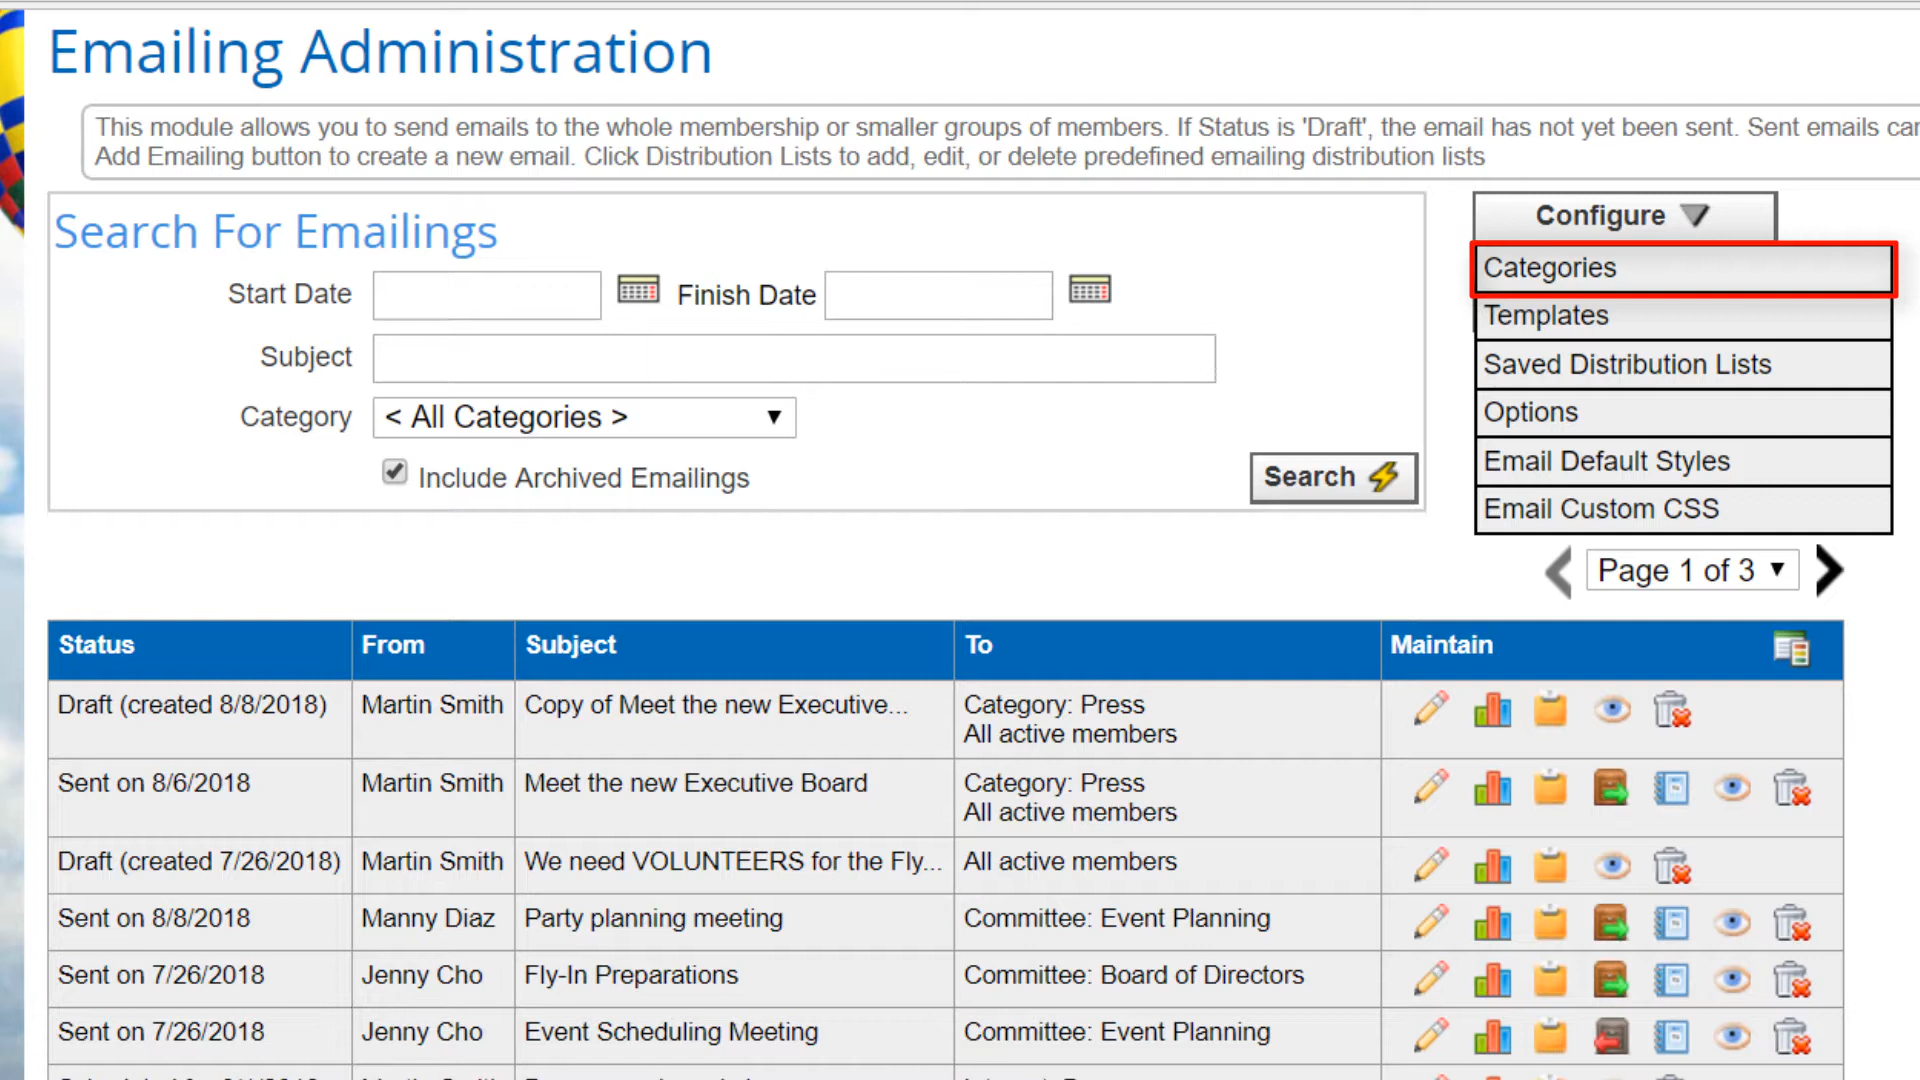 Emailing Administration
This module allows you to send emails to the whole membership or smaller groups of members. If Status is 'Draft', the email has not yet been sent. Sent emails can
Add Emailing button to create a new email. Click Distribution Lists to add, edit, or delete predefined emailing distribution lists
Search For Emailings
Start Date
Finish Date
Subject
Category
< All Categories >
Include Archived Emailings
Search
Configure
Categories
Templates
Saved Distribution Lists
Options
Email Default Styles
Email Custom CSS
Page 1 of 3
Status From Subject To Maintain
Draft (created 8/8/2018) Martin Smith Copy of Meet the new Executive... Category: Press
All active members
Sent on 8/6/2018 Martin Smith Meet the new Executive Board Category: Press
All active members
Draft (created 7/26/2018) Martin Smith We need VOLUNTEERS for the Fly... All active members
Sent on 8/8/2018 Manny Diaz Party planning meeting Committee: Event Planning
Sent on 7/26/2018 Jenny Cho Fly-In Preparations Committee: Board of Directors
Sent on 7/26/2018 Jenny Cho Event Scheduling Meeting Committee: Event Planning